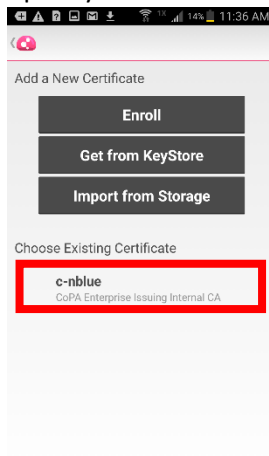 1X 14% 11:36 AM
Add a New Certificate
Enroll
Get from KeyStore
Import from Storage
Choose Existing Certificate
c-nblue
CoPA Enterprise Issuing Internal CA